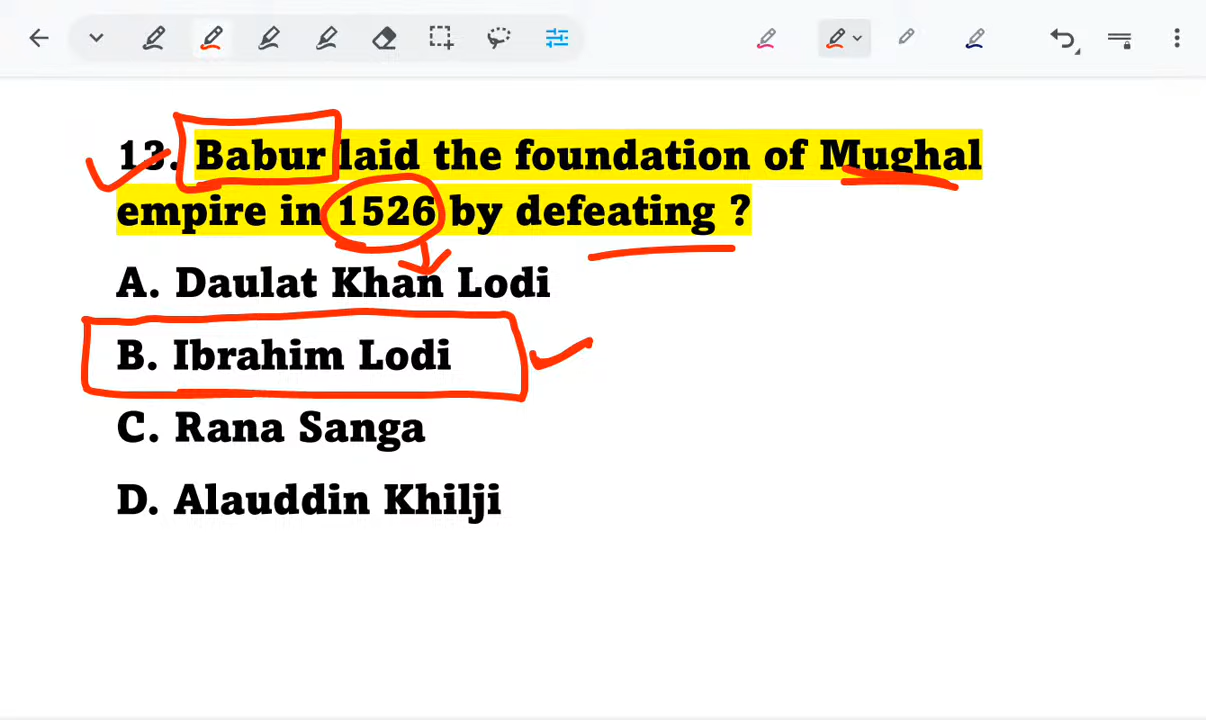 13. Babur laid the foundation of Mughal
empire in 1526 by defeating ?
A. Daulat Khan Lodi
B. Ibrahim Lodi
C. Rana Sanga
D. Alauddin Khilji